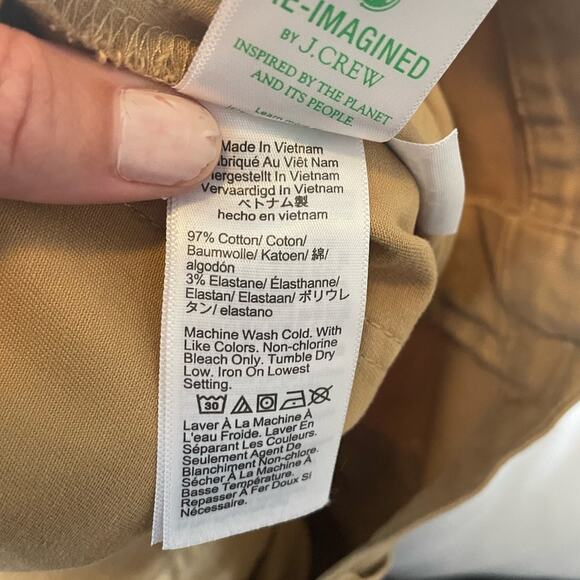 RE-IMAGINED
BY J.CREW
INSPIRED BY THE PLANET
AND ITS PEOPLE.
Learn
Made In Vietnam
Fabriqué Au Viêt Nam
Hergestellt In Vietnam
Vervaardigd In Vietnam
ベトナム製
hecho en vietnam
97% Cotton/ Coton/
Baumwolle/ Katoen/ 綿/
algodón
3% Elastane/ Élasthanne/
Elastan/ Elastaan/ ポリウレ
タン/ elastano
Machine Wash Cold. With
Like Colors. Non-chlorine
Bleach Only. Tumble Dry
Low. Iron On Lowest
Setting.
30
Laver À La Machine À
L'eau Froide. Laver En
Séparant Les Couleurs.
Seulement Agent De
Blanchiment Non-chlore.
Sécher À La Machine À
Basse Température.
Repasser À Fer Doux Si
Nécessaire.